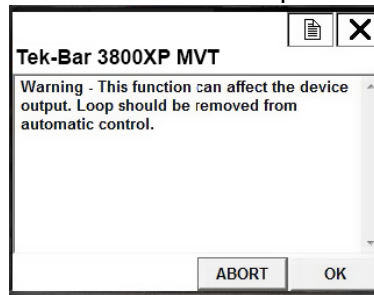 Tek-Bar 3800XP MVT
Warning - This function can affect the device
output. Loop should be removed from
automatic control.
ABORT
OK